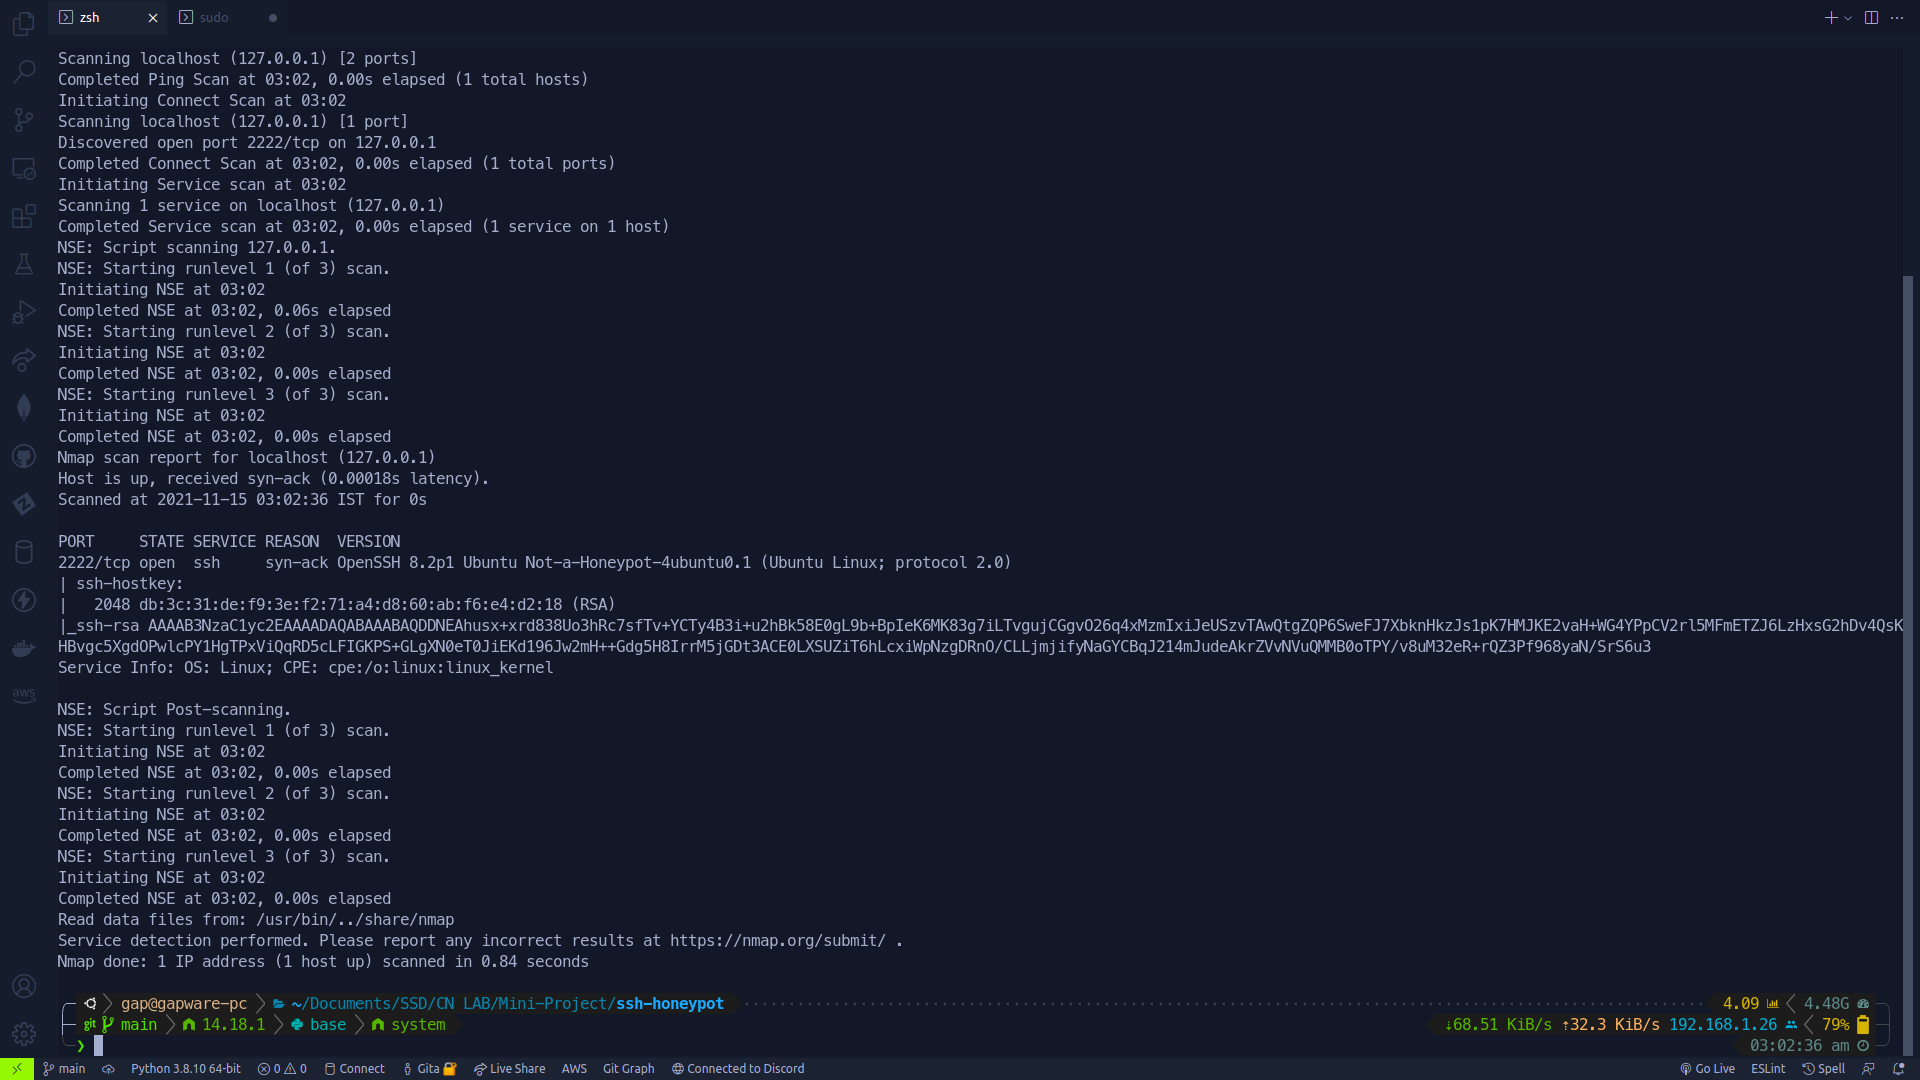 zsh
sudo
Scanning localhost (127.0.0.1) [2 ports]
Completed Ping Scan at 03:02, 0.00s elapsed (1 total hosts)
Initiating Connect Scan at 03:02
Scanning localhost (127.0.0.1) [1 port]
Discovered open port 2222/tcp on 127.0.0.1
Completed Connect Scan at 03:02, 0.00s elapsed (1 total ports)
Initiating Service scan at 03:02
Scanning 1 service on localhost (127.0.0.1)
Completed Service scan at 03:02, 0.00s elapsed (1 service on 1 host)
NSE: Script scanning 127.0.0.1.
NSE: Starting runlevel 1 (of 3) scan.
Initiating NSE at 03:02
Completed NSE at 03:02, 0.06s elapsed
NSE: Starting runlevel 2 (of 3) scan.
Initiating NSE at 03:02
Completed NSE at 03:02, 0.00s elapsed
NSE: Starting runlevel 3 (of 3) scan.
Initiating NSE at 03:02
Completed NSE at 03:02, 0.00s elapsed
Nmap scan report for localhost (127.0.0.1)
Host is up, received syn-ack (0.00018s latency).
Scanned at 2021-11-15 03:02:36 IST for 0s
PORT     STATE SERVICE REASON  VERSION
2222/tcp open  ssh     syn-ack OpenSSH 8.2p1 Ubuntu Not-a-Honeypot-4ubuntu0.1 (Ubuntu Linux; protocol 2.0)
| ssh-hostkey:
|   2048 db:3c:31:de:f9:3e:f2:71:a4:d8:60:ab:f6:e4:d2:18 (RSA)
|_ssh-rsa AAAAB3NzaC1yc2EAAAADAQABAAABAQDDNEAhusx+xrd838Uo3hRc7sfTv+YCTy4B3i+u2hBk58E0gL9b+BpIeK6MK83g7iLTvgujCGgvO26q4xMzmIxiJeUSzvTAwQtgZQP6SweFJ7XbknHkzJs1pK7HMJKE2vaH+WG4YPpCV2rl5MFmETZJ6LzHxsG2hDv4QsK
HBvgc5XgdOPwlcPY1HgTPxViQqRD5cLFIGKPS+GLgXN0eT0JiEKd196Jw2mH++Gdg5H8IrrM5jGDt3ACE0LXSUZiT6hLcxiWpNzgDRnO/CLLjmjifyNaGYCBqJ214mJudeAkrZVvNVuQMMB0oTPY/v8uM32eR+rQZ3Pf968yaN/SrS6u3
Service Info: OS: Linux; CPE: cpe:/o:linux:linux_kernel
NSE: Script Post-scanning.
NSE: Starting runlevel 1 (of 3) scan.
Initiating NSE at 03:02
Completed NSE at 03:02, 0.00s elapsed
NSE: Starting runlevel 2 (of 3) scan.
Initiating NSE at 03:02
Completed NSE at 03:02, 0.00s elapsed
NSE: Starting runlevel 3 (of 3) scan.
Initiating NSE at 03:02
Completed NSE at 03:02, 0.00s elapsed
Read data files from: /usr/bin/../share/nmap
Service detection performed. Please report any incorrect results at https://nmap.org/submit/ .
Nmap done: 1 IP address (1 host up) scanned in 0.84 seconds
aws
gap@gapware-pc ~/Documents/SSD/CN LAB/Mini-Project/ssh-honeypot 4.09 4.48G
git main 14.18.1 base system ↓68.51 KiB/s ↑32.3 KiB/s 192.168.1.26 79%
❯ 03:02:36 am
main Python 3.8.10 64-bit 0 0 Connect Gita Live Share AWS Git Graph Connected to Discord Go Live ESLint Spell